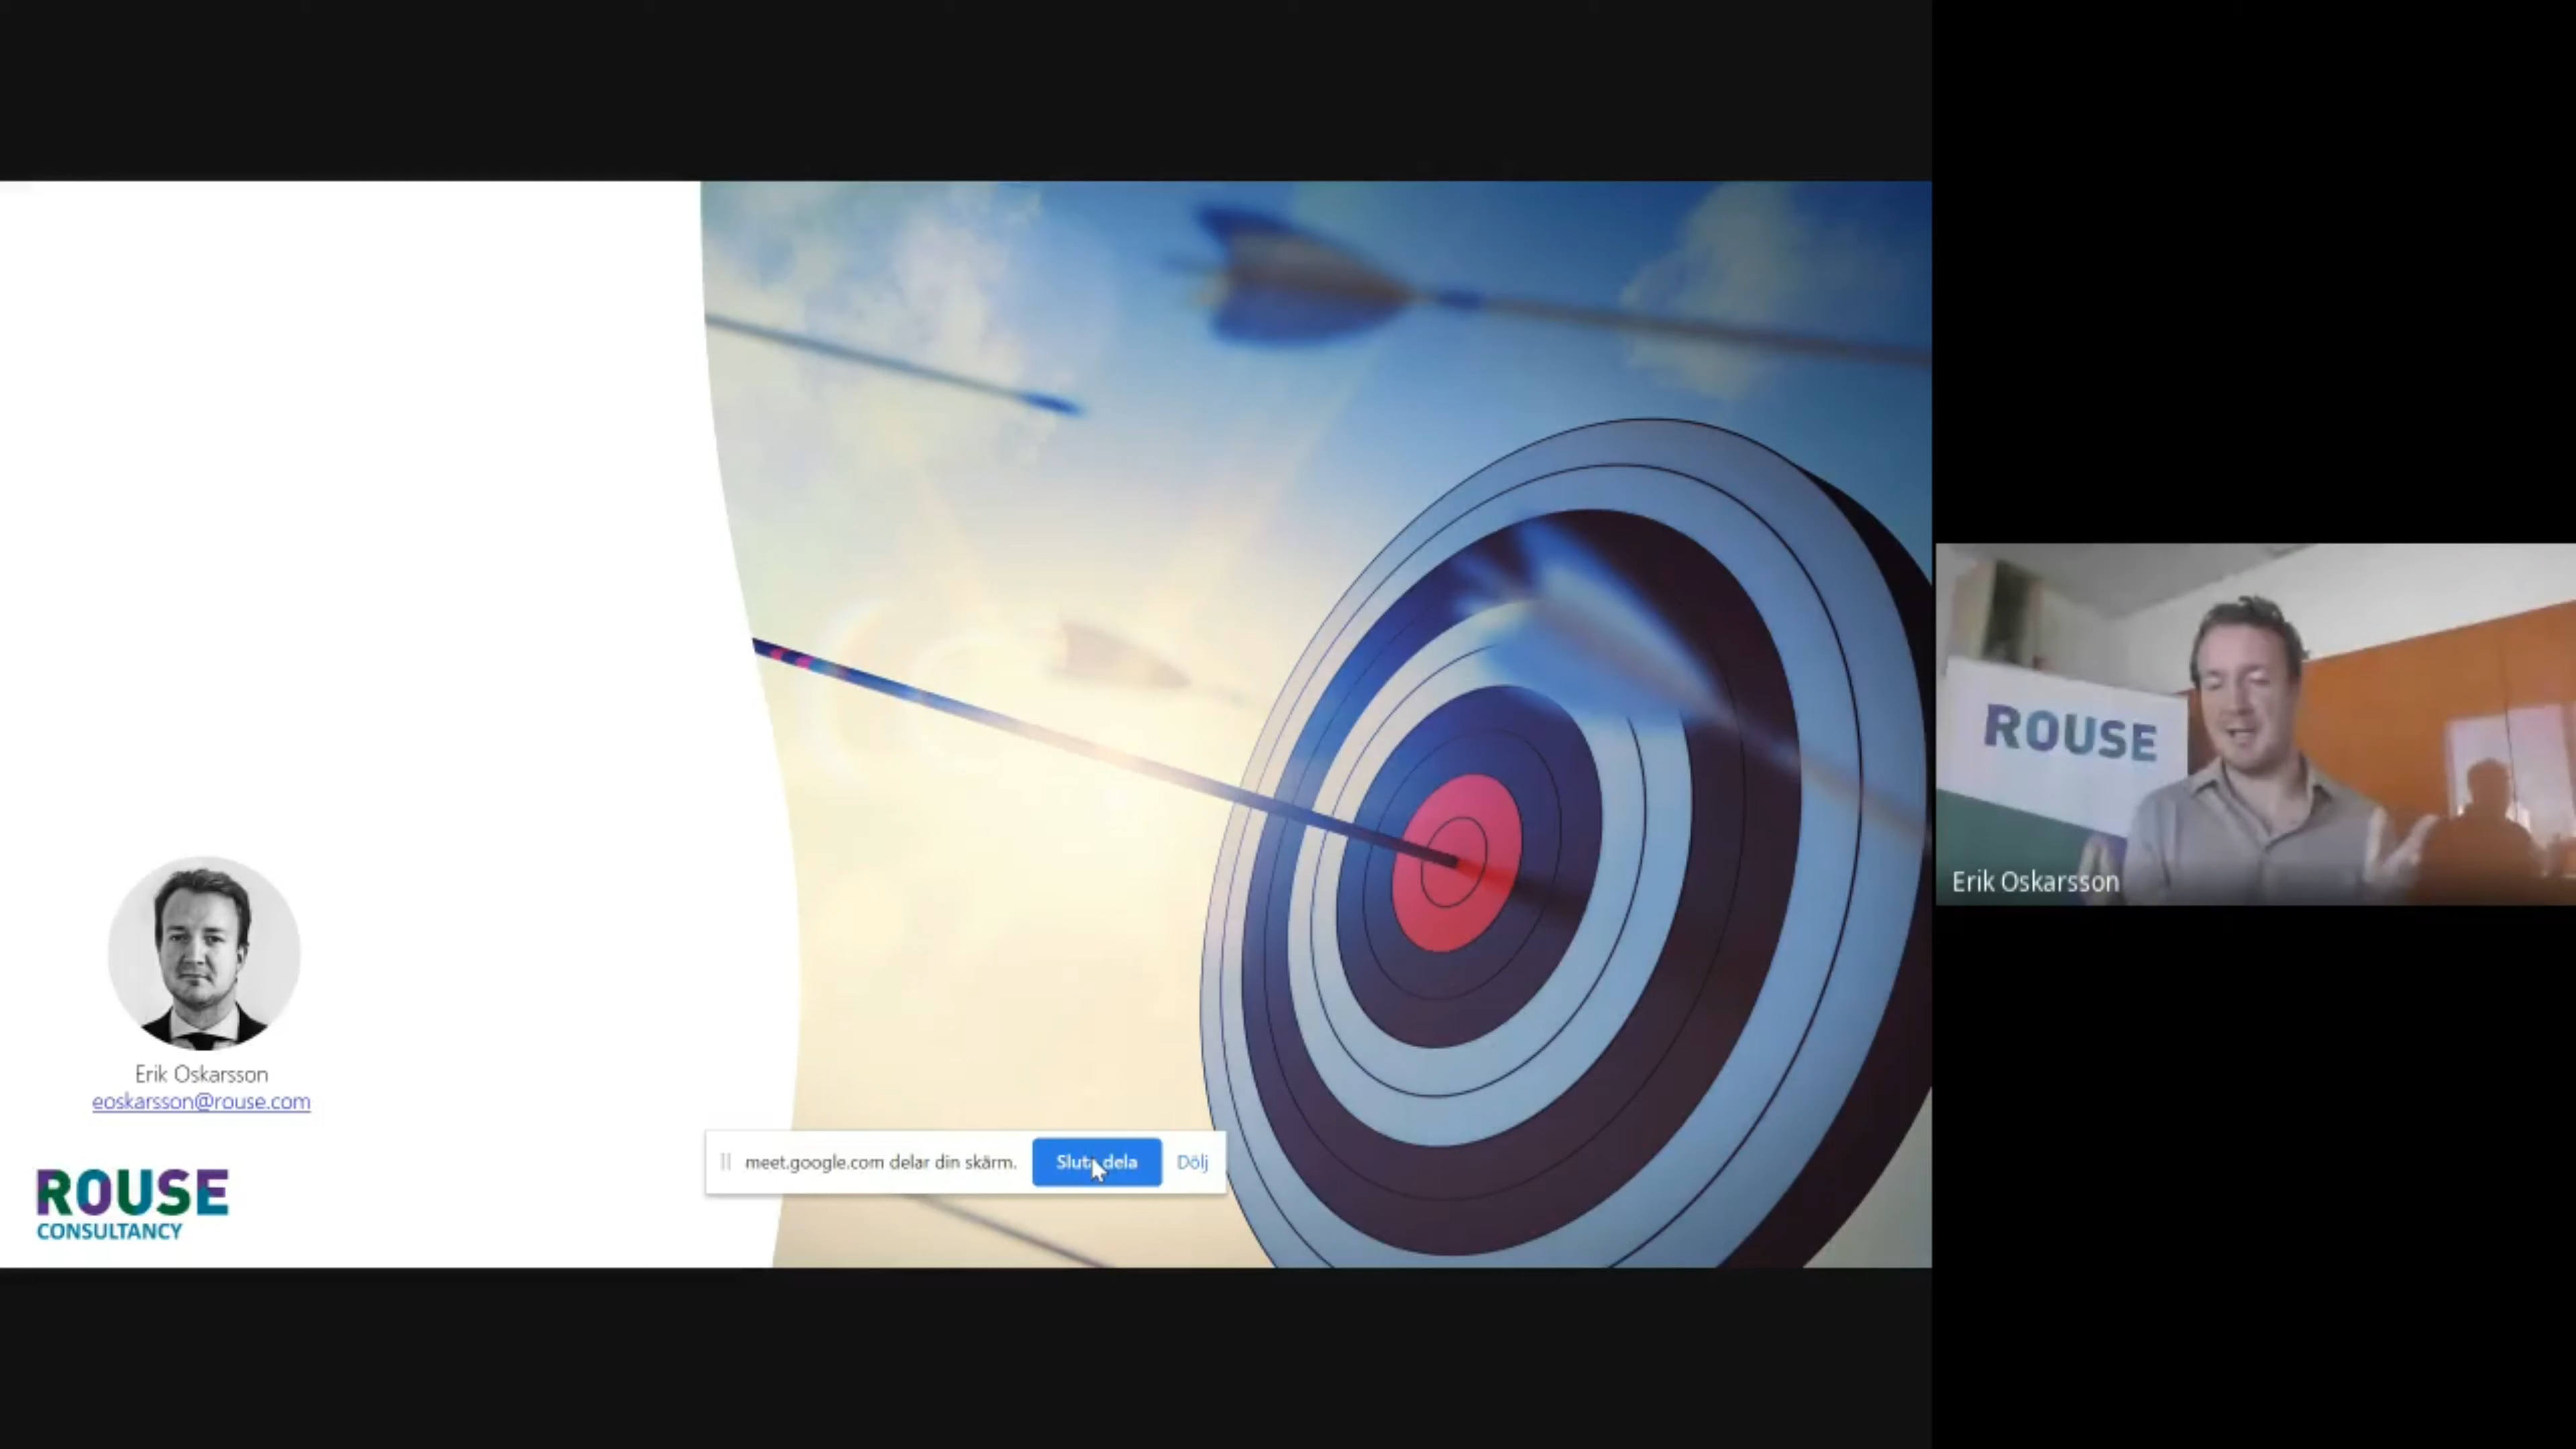 Erik Oskarsson
eoskarsson@rouse.com
ROUSE
CONSULTANCY
meet.google.com delar din skärm.
Sluta dela
Dölj
ROUSE
Erik Oskarsson